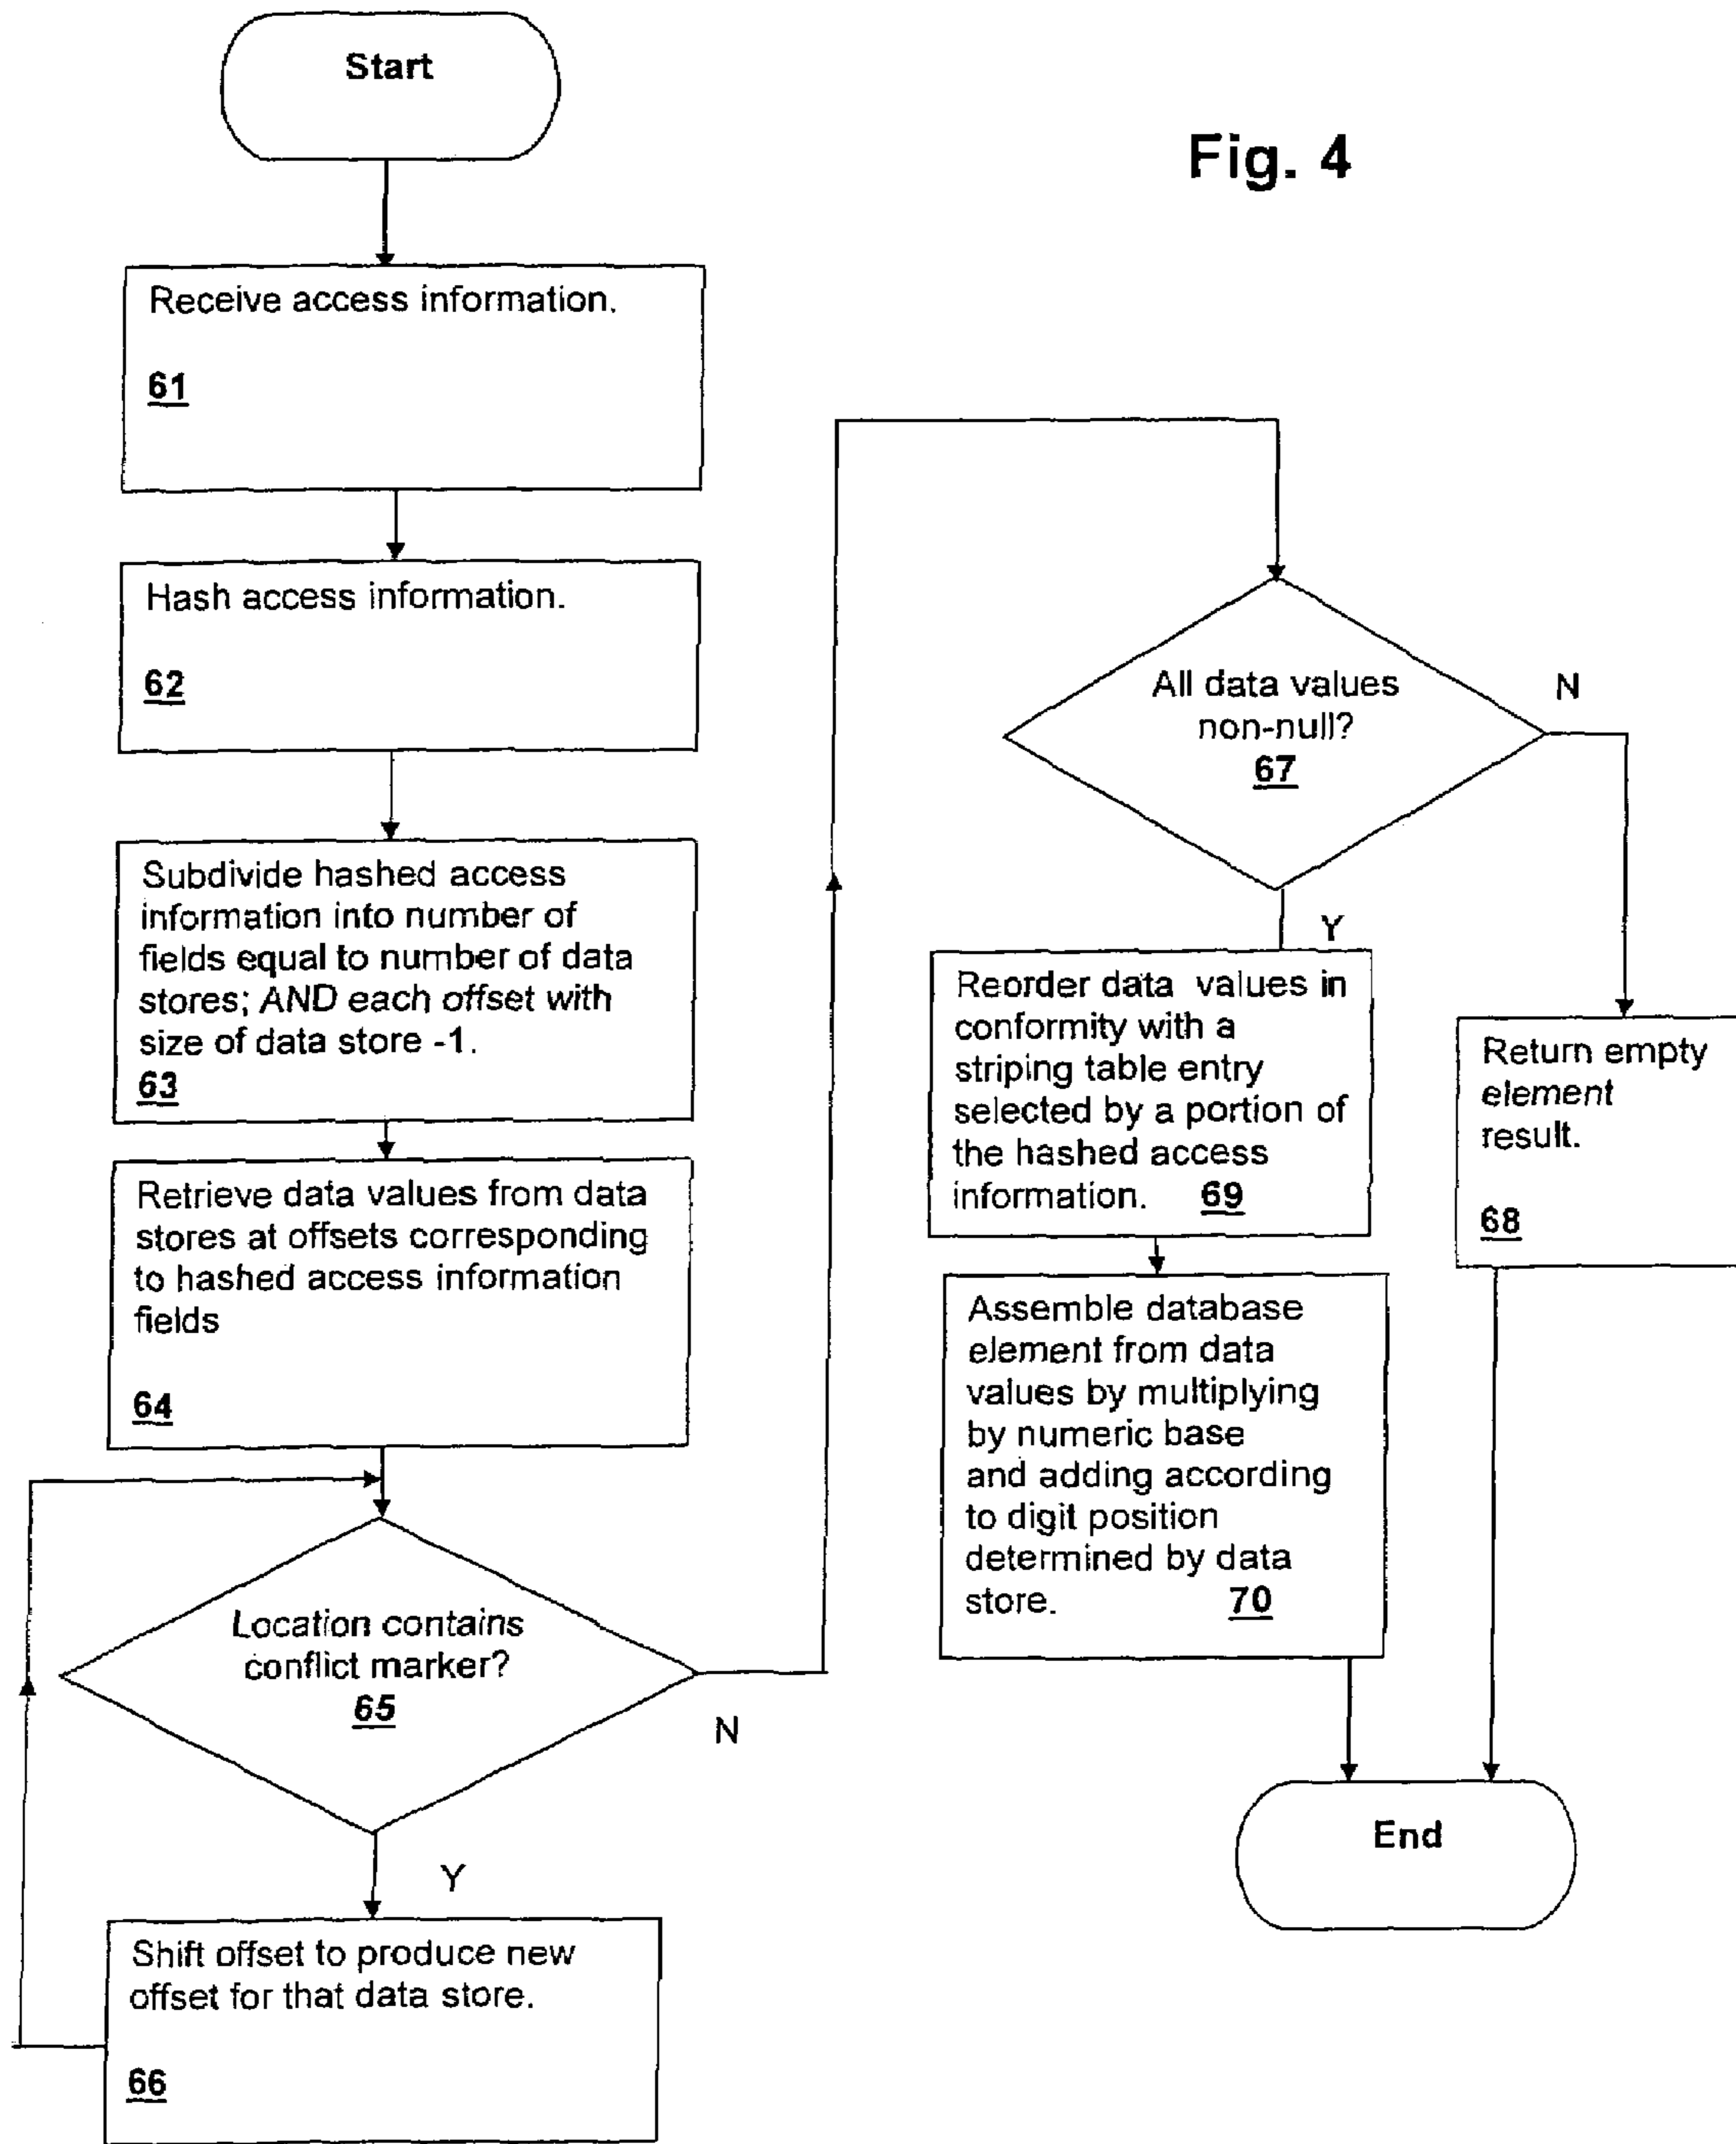 Start
Fig. 4
Receive access information.
61
Hash access information.
62
Subdivide hashed access
information into number of
fields equal to number of data
stores; AND each offset with
size of data store -1.
63
Retrieve data values from data
stores at offsets corresponding
to hashed access information
fields
64
Location contains
conflict marker?
65
N
Y
Shift offset to produce new
offset for that data store.
66
All data values
non-null?
67
N
Y
Reorder data values in
conformity with a
striping table entry
selected by a portion of
the hashed access
information. 69
Return empty
element
result.
68
Assemble database
element from data
values by multiplying
by numeric base
and adding according
to digit position
determined by data
store. 70
End